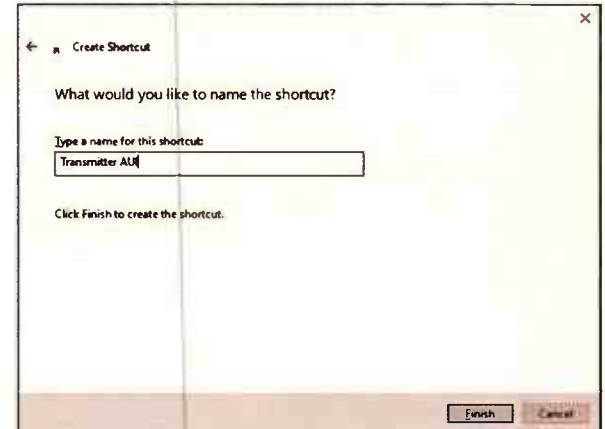 Create Shortcut
What would you like to name the shortcut?
Type a name for this shortcut:
Transmitter AUI
Click Finish to create the shortcut.
Finish
Cancel